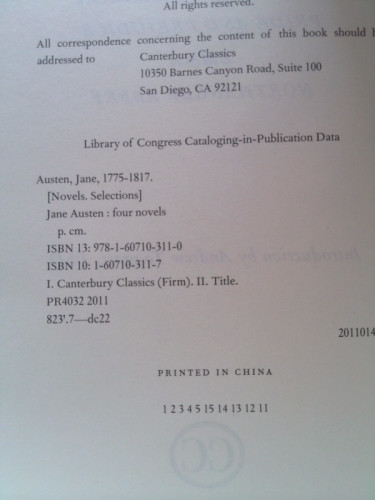 All rights reserved.
All correspondence concerning the content of this book should
addressed to Canterbury Classics
10350 Barnes Canyon Road, Suite 100
San Diego, CA 92121
Library of Congress Cataloging-in-Publication Data
Austen, Jane, 1775-1817.
[Novels. Selections]
Jane Austen : four novels
p. cm.
ISBN 13: 978-1-60710-311-0
ISBN 10: 1-60710-311-7
I. Canterbury Classics (Firm). II. Title.
PR4032 2011
823'.7—dc22
2011014
PRINTED IN CHINA
1 2 3 4 5 15 14 13 12 11